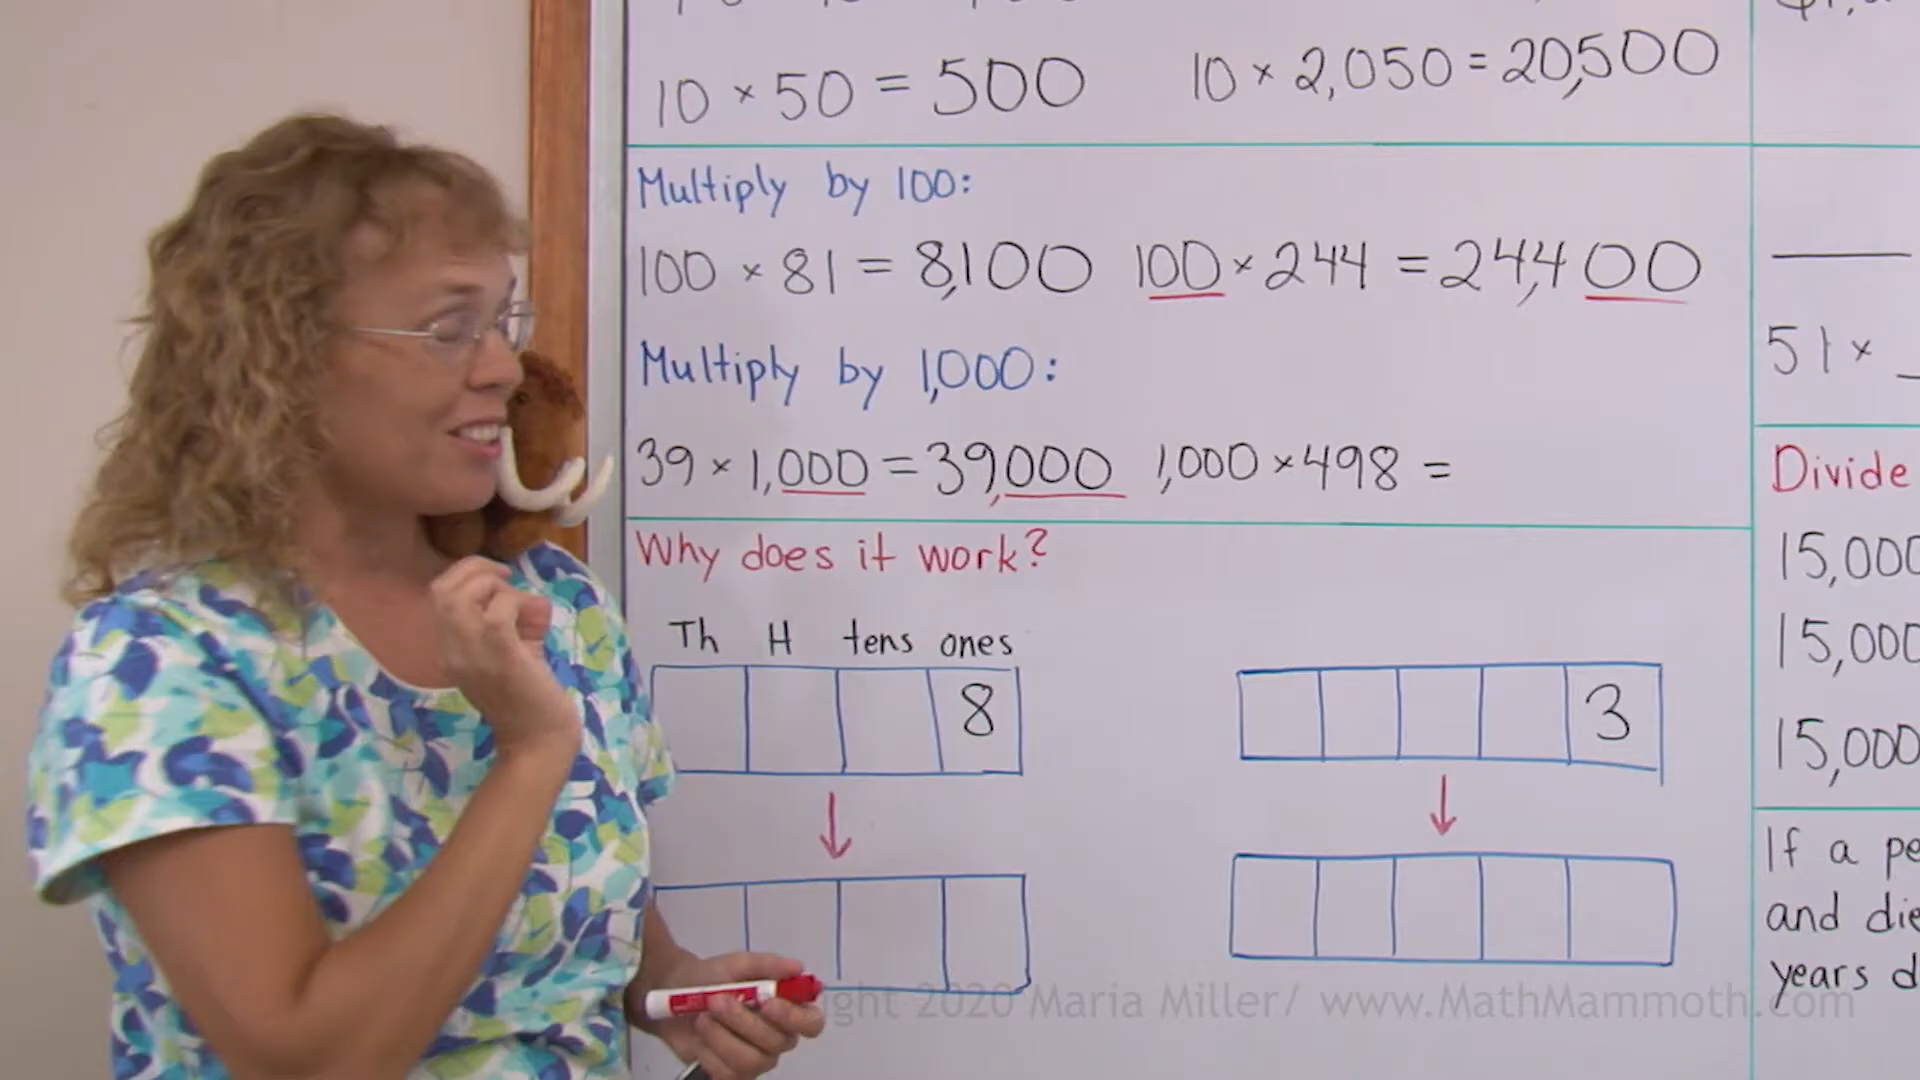 10 × 50 = 500
10 × 2,050 = 20,500
Multiply by 100:
100 × 81 = 8,100
100 × 244 = 24,400
Multiply by 1,000:
39 × 1,000 = 39,000
1,000 × 498 =
Why does it work?
Th H tens ones
8
3
51 ×
Divide
15,000
15,000
15,000
If a
and
years
2020 Maria Miller/ www.MathMammoth.com